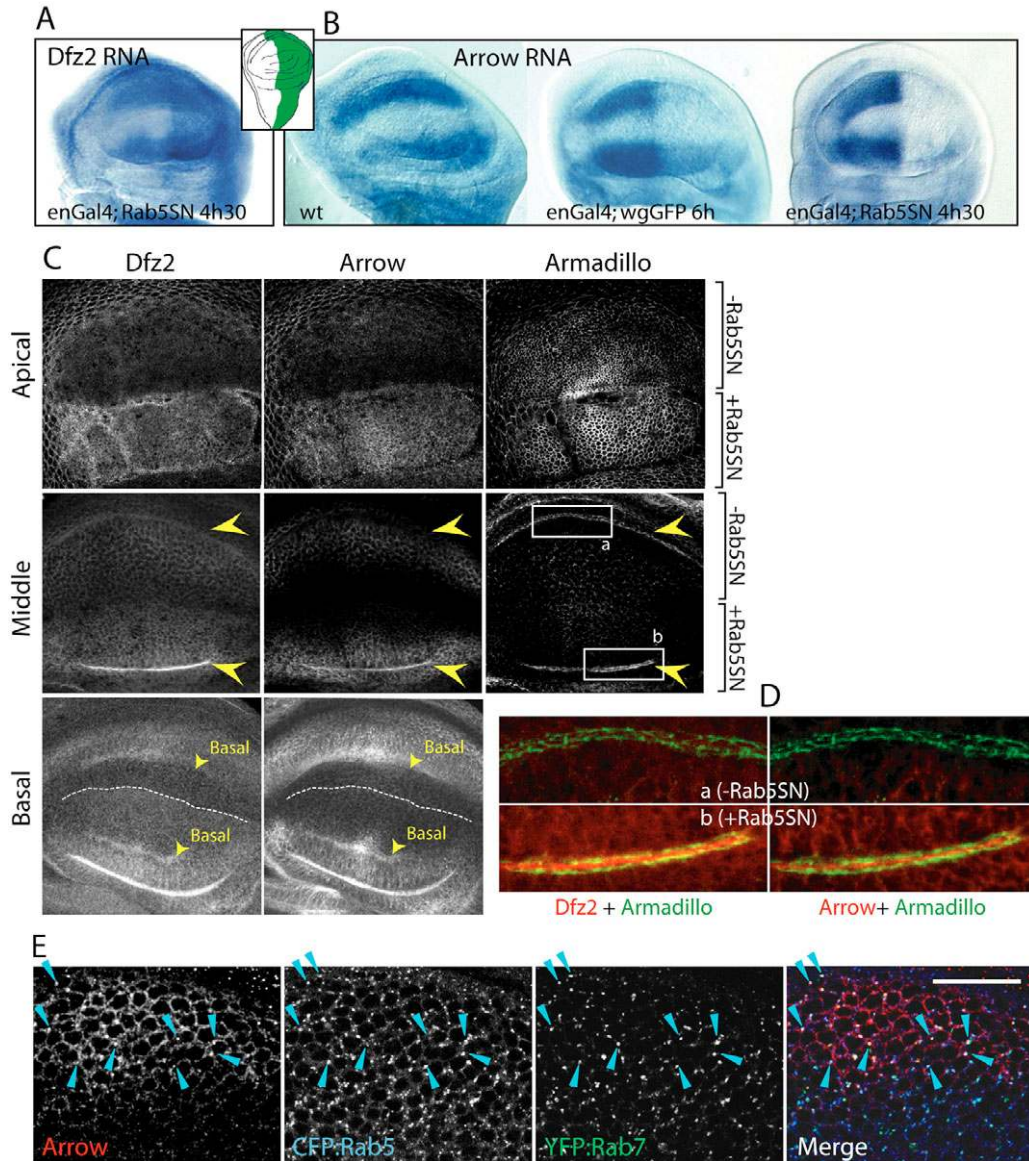 A
B
Dfz2 RNA
Arrow RNA
enGal4; Rab5SN 4h30
wt
enGal4; wgGFP 6h
enGal4; Rab5SN 4h30
C
Dfz2
Arrow
Armadillo
Apical
-Rab5SN
+Rab5SN
Middle
a
b
-Rab5SN
+Rab5SN
D
Basal
Basal
Basal
Basal
Basal
a (-Rab5SN)
b (+Rab5SN)
Dfz2 + Armadillo
Arrow+ Armadillo
E
Arrow
CFP:Rab5
YFP:Rab7
Merge